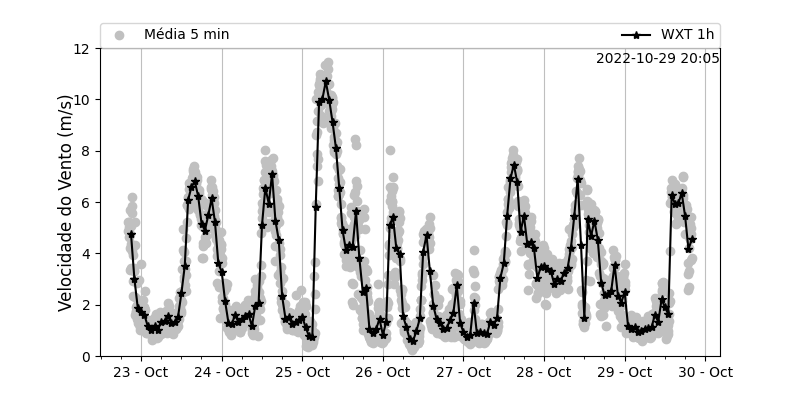 Média 5 min
WXT 1h
2022-10-29 20:05
Velocidade do Vento (m/s)
12
10
8
6
4
2
0
23 - Oct
24 - Oct
25 - Oct
26 - Oct
27 - Oct
28 - Oct
29 - Oct
30 - Oct